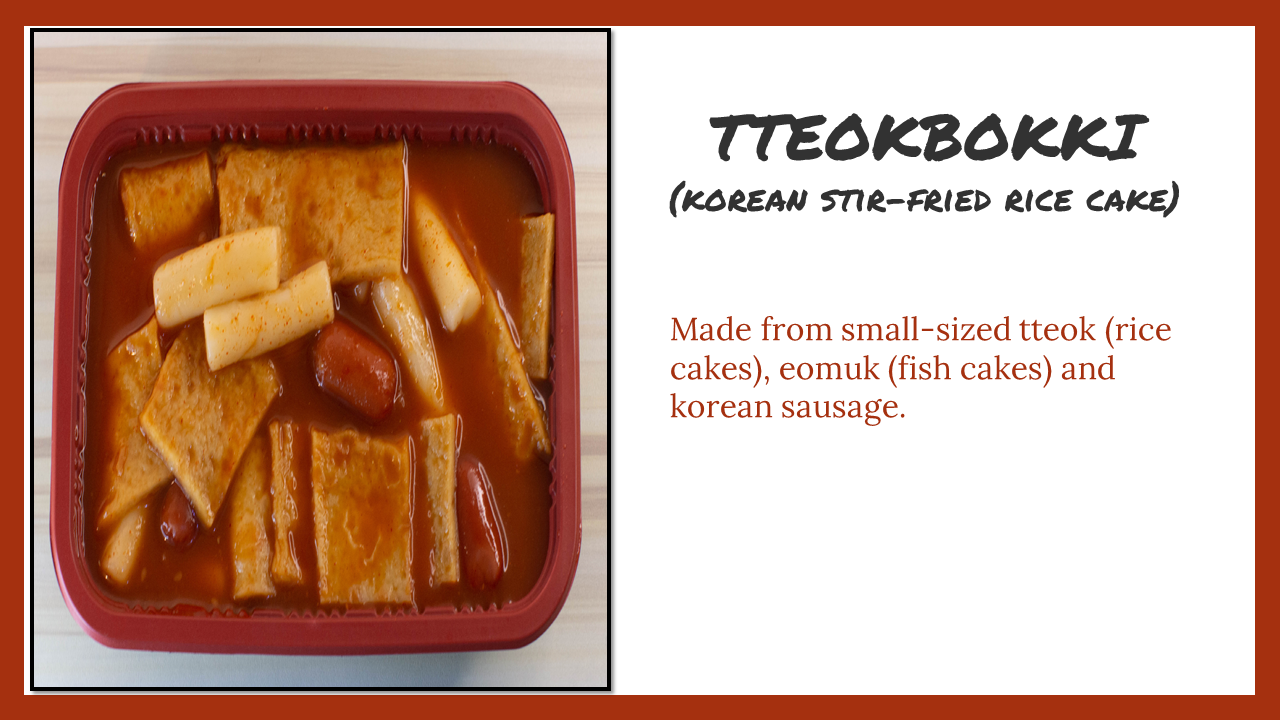 TTEOKBOKKI
(KOREAN STIR-FRIED RICE CAKE)
Made from small-sized tteok (rice
cakes), eomuk (fish cakes) and
korean sausage.